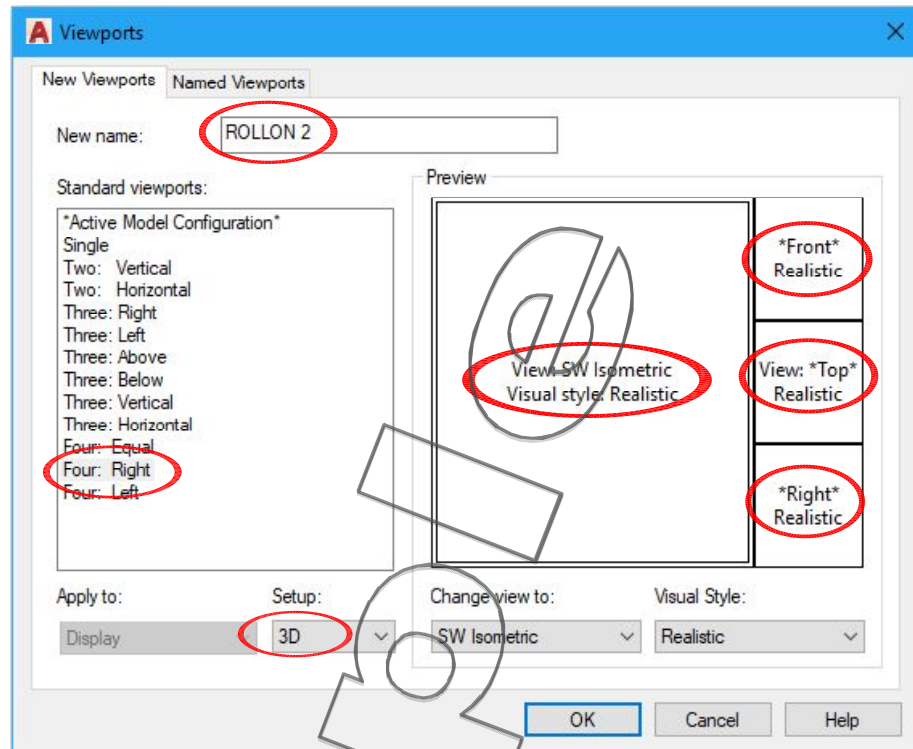 Viewports
New Viewports
Named Viewports
New name:
ROLLON 2
Standard viewports:
*Active Model Configuration*
Single
Two: Vertical
Two: Horizontal
Three: Right
Three: Left
Three: Above
Three: Below
Three: Vertical
Three: Horizontal
Four: Equal
Four: Right
Four: Left
Preview
View: SW Isometric
Visual style: Realistic
*Front*
Realistic
View: *Top*
Realistic
*Right*
Realistic
Apply to:
Display
Setup:
3D
Change view to:
SW Isometric
Visual Style:
Realistic
OK
Cancel
Help